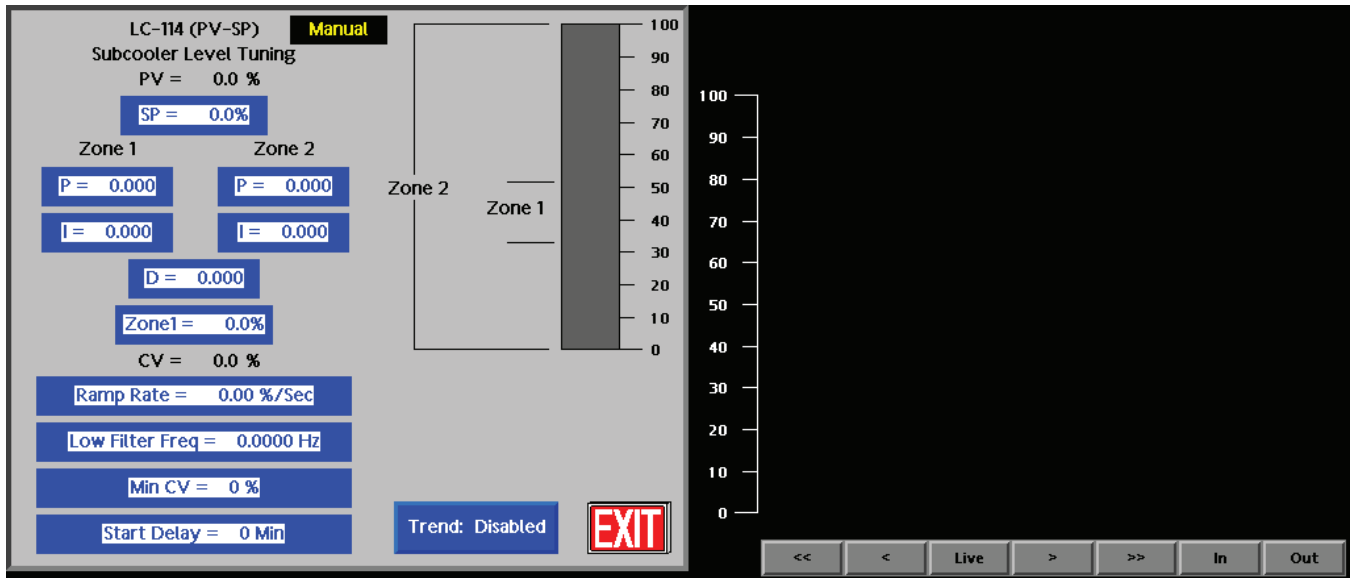 LC-114 (PV-SP) Manual
Subcooler Level Tuning
PV = 0.0 %
SP = 0.0%
Zone 1 Zone 2
P = 0.000 P = 0.000
I = 0.000 I = 0.000
D = 0.000
Zone1 = 0.0%
CV = 0.0 %
Ramp Rate = 0.00 %/Sec
Low Filter Freq = 0.0000 Hz
Min CV = 0 %
Start Delay = 0 Min
Zone 2
Zone 1
100
90
80
70
60
50
40
30
20
10
0
Trend: Disabled
EXIT
100
90
80
70
60
50
40
30
20
10
0
<< < Live > >> In Out